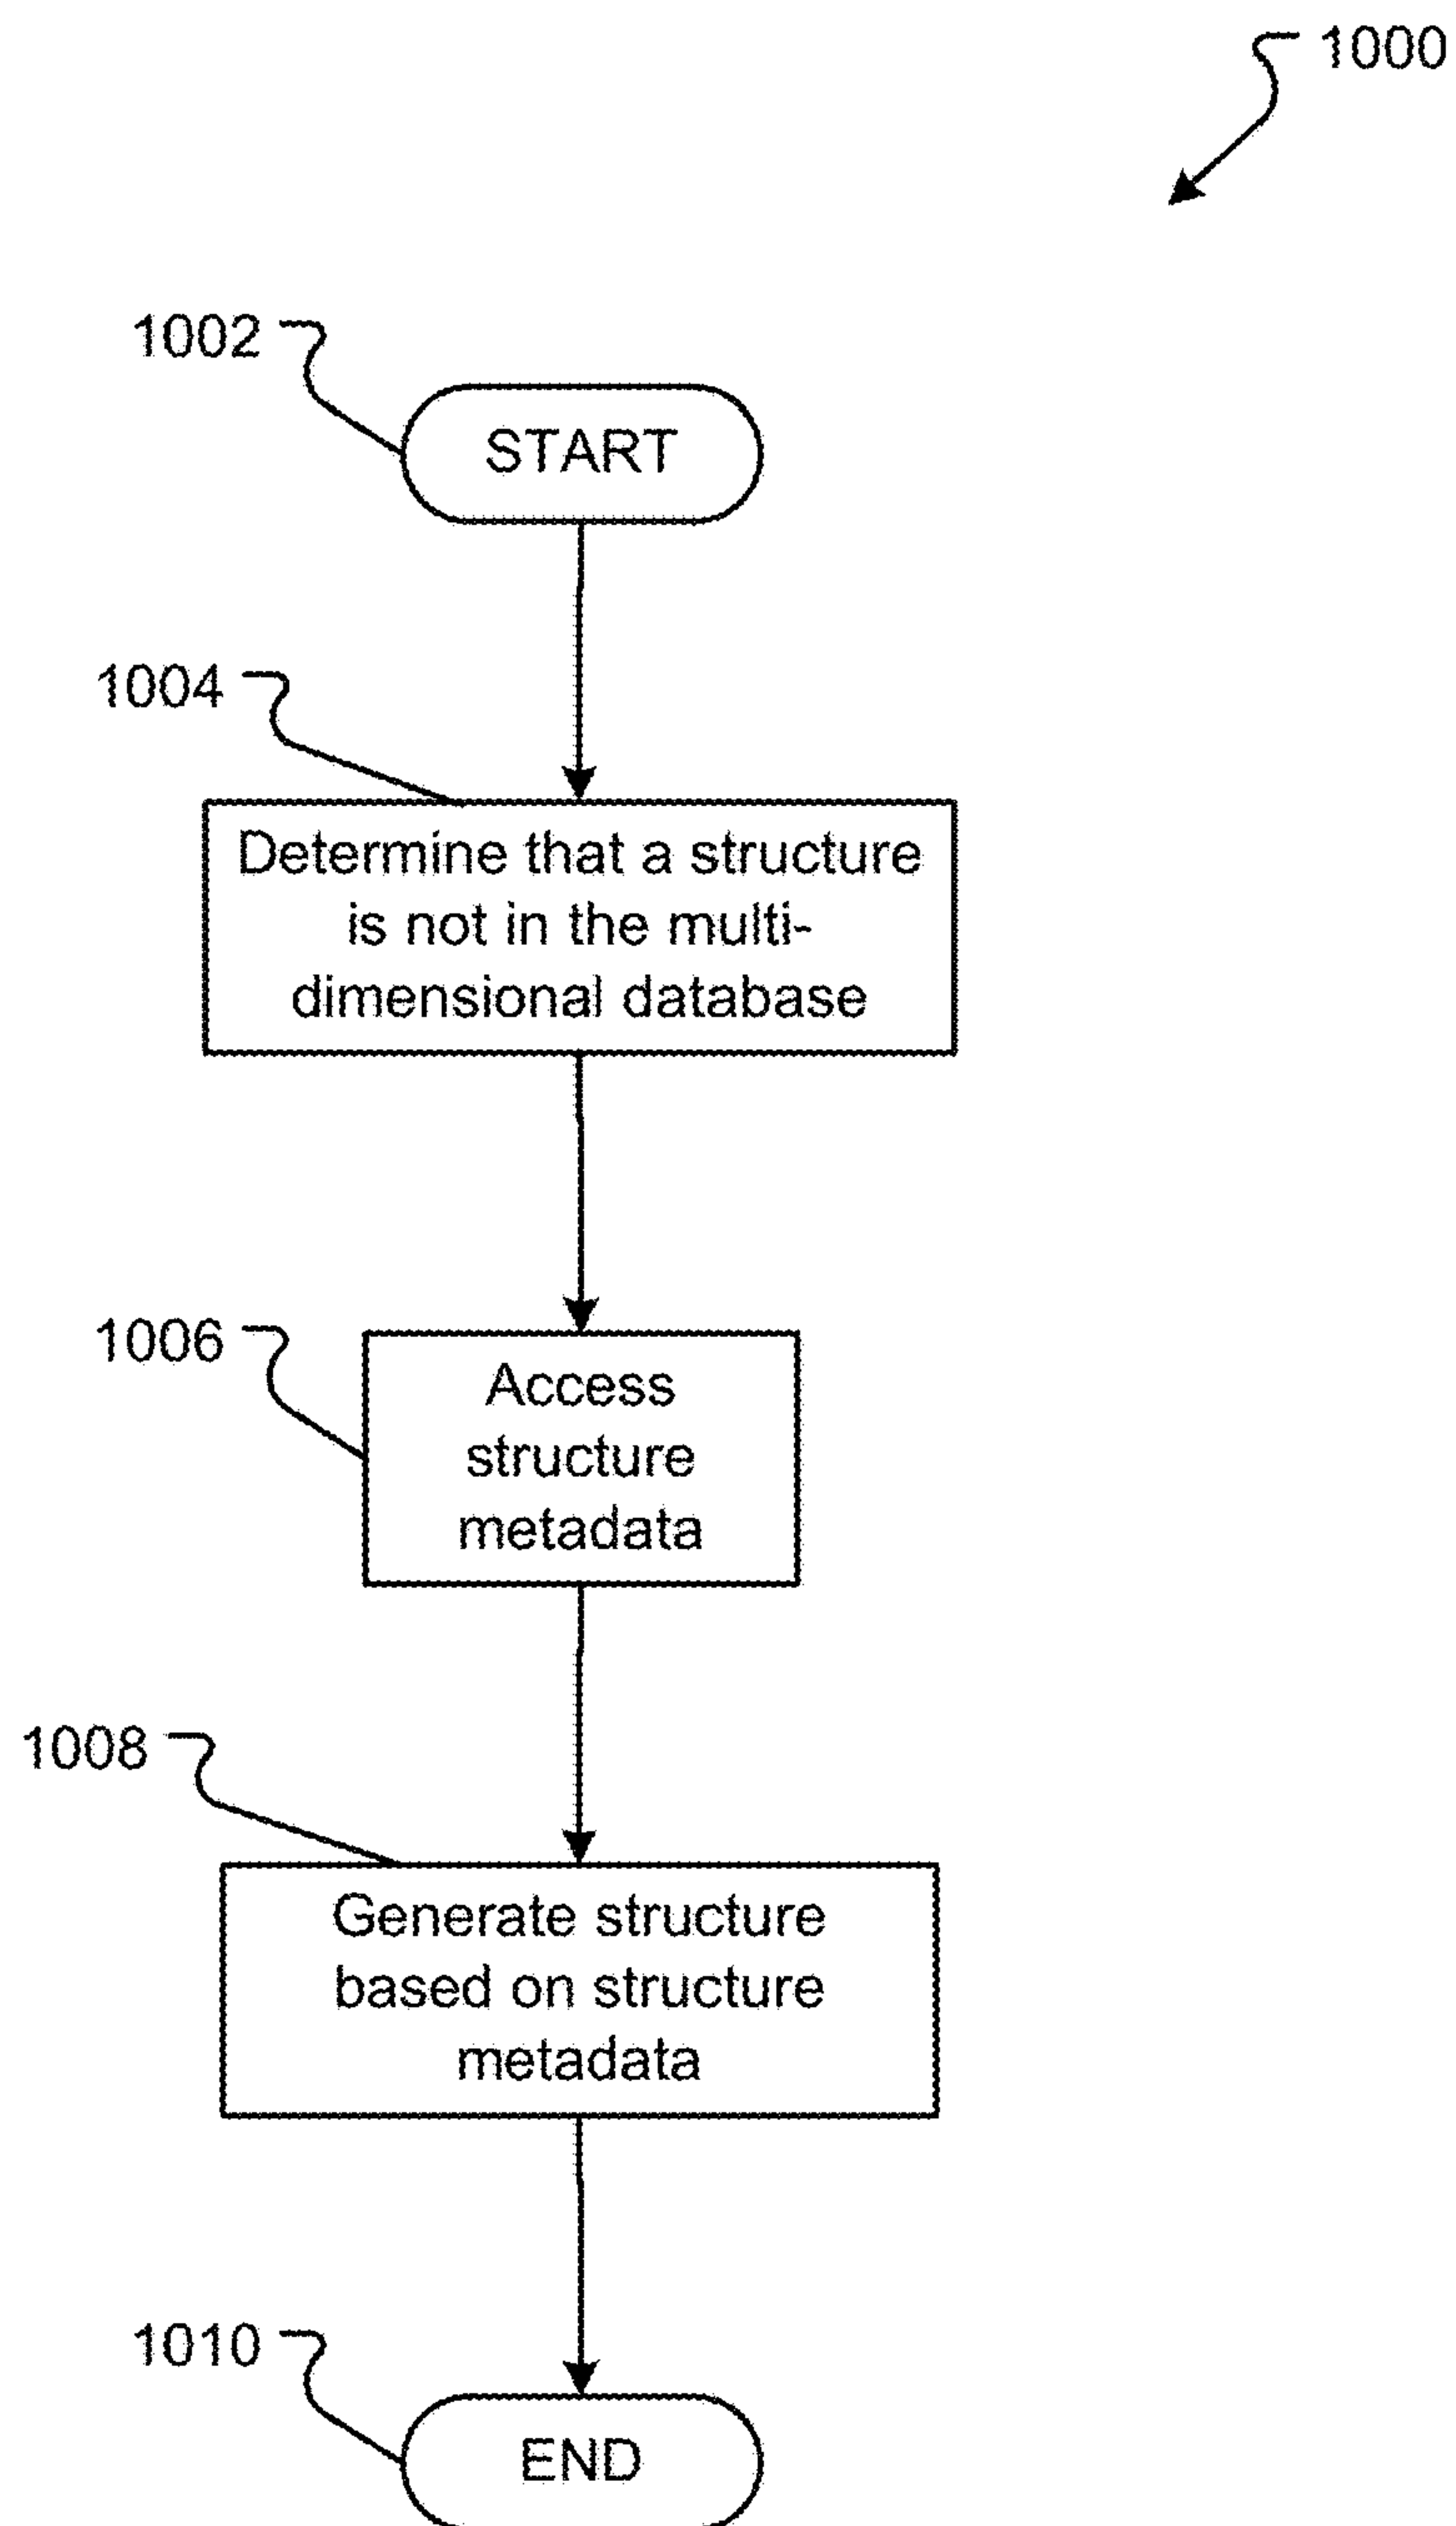 1000
1002
START
1004
Determine that a structure
is not in the multi-
dimensional database
1006
Access
structure
metadata
1008
Generate structure
based on structure
metadata
1010
END